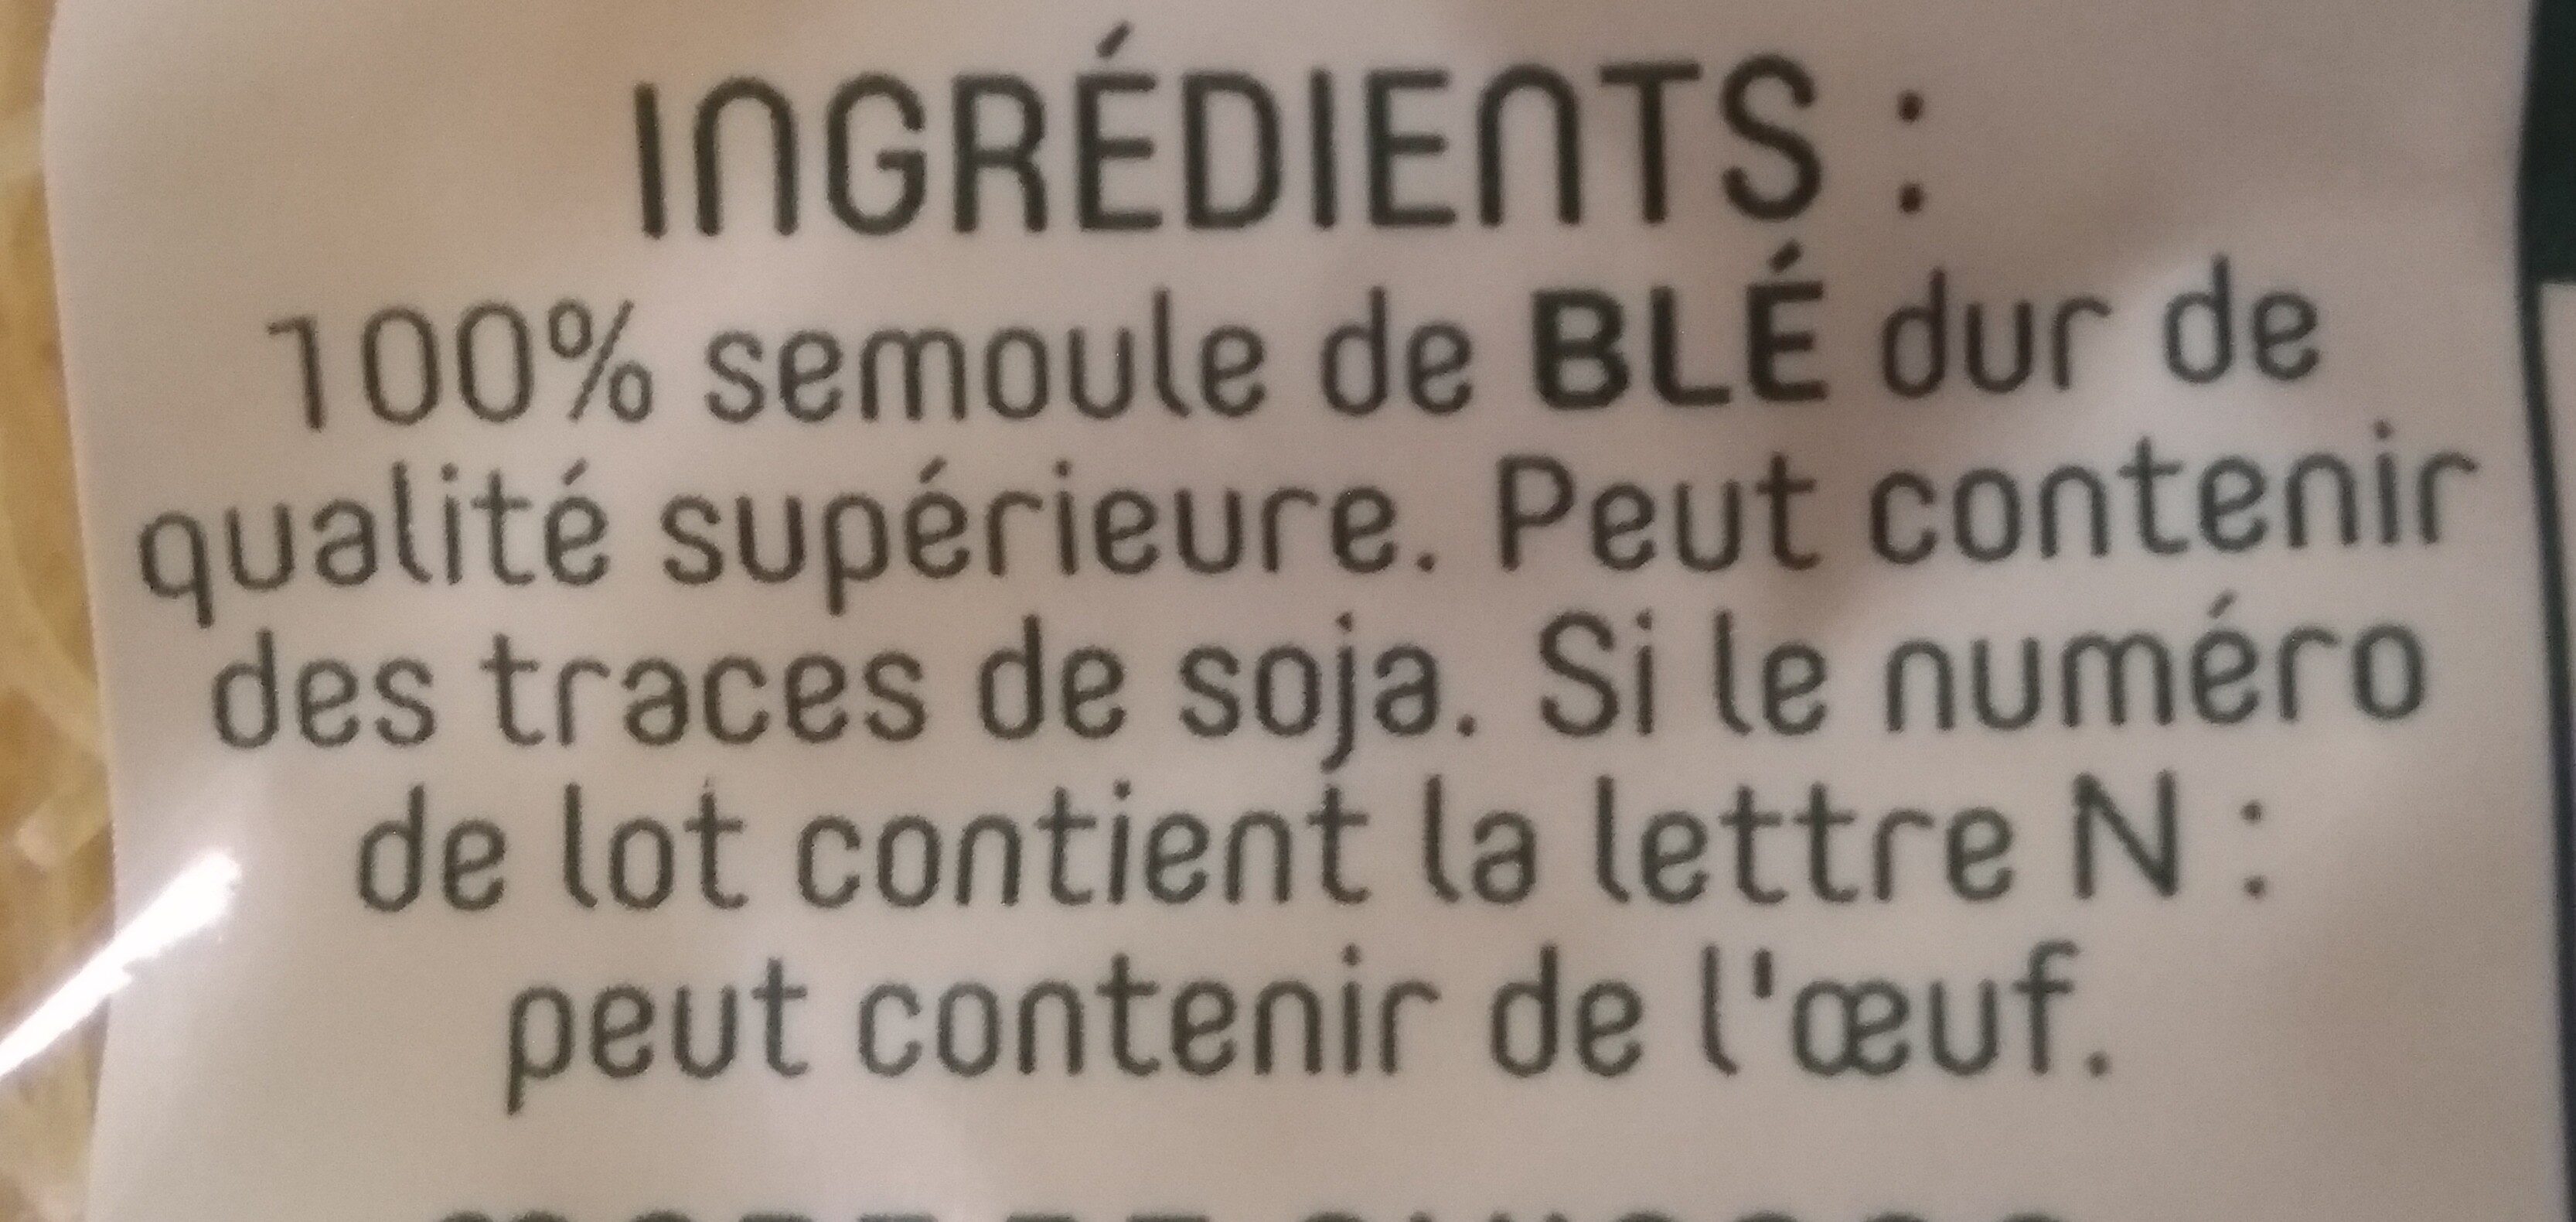 INGRÉDIENTS :
100% semoule de BLÉ dur de
qualité supérieure. Peut contenir
des traces de soja. Si le numéro
de lot contient la lettre N :
peut contenir de l'œuf.